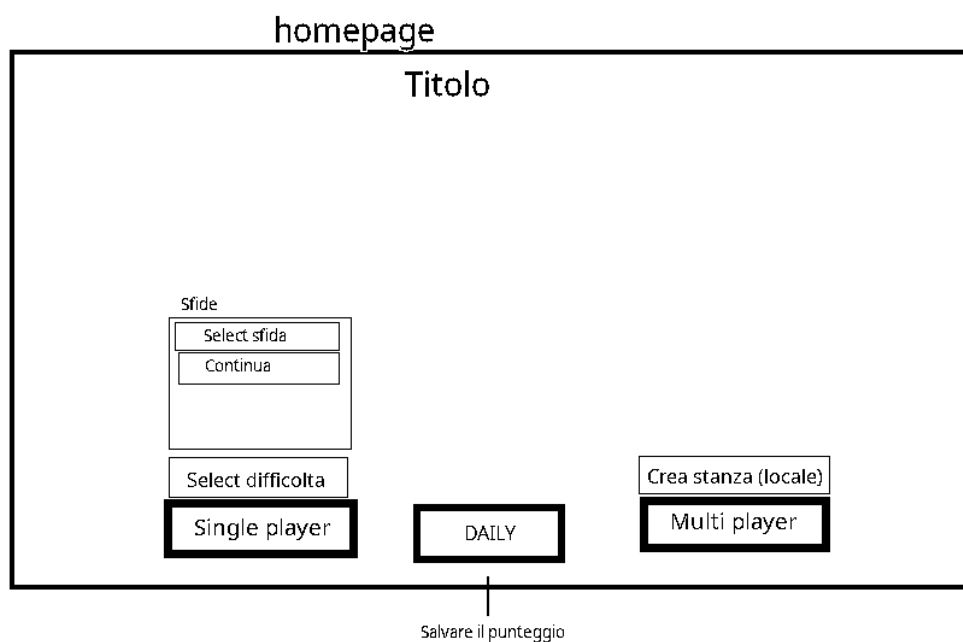 homepage
Titolo
Sfide
Select sfida
Continua
Select difficolta
Single player
DAILY
Crea stanza (locale)
Multi player
Salvare il punteggio